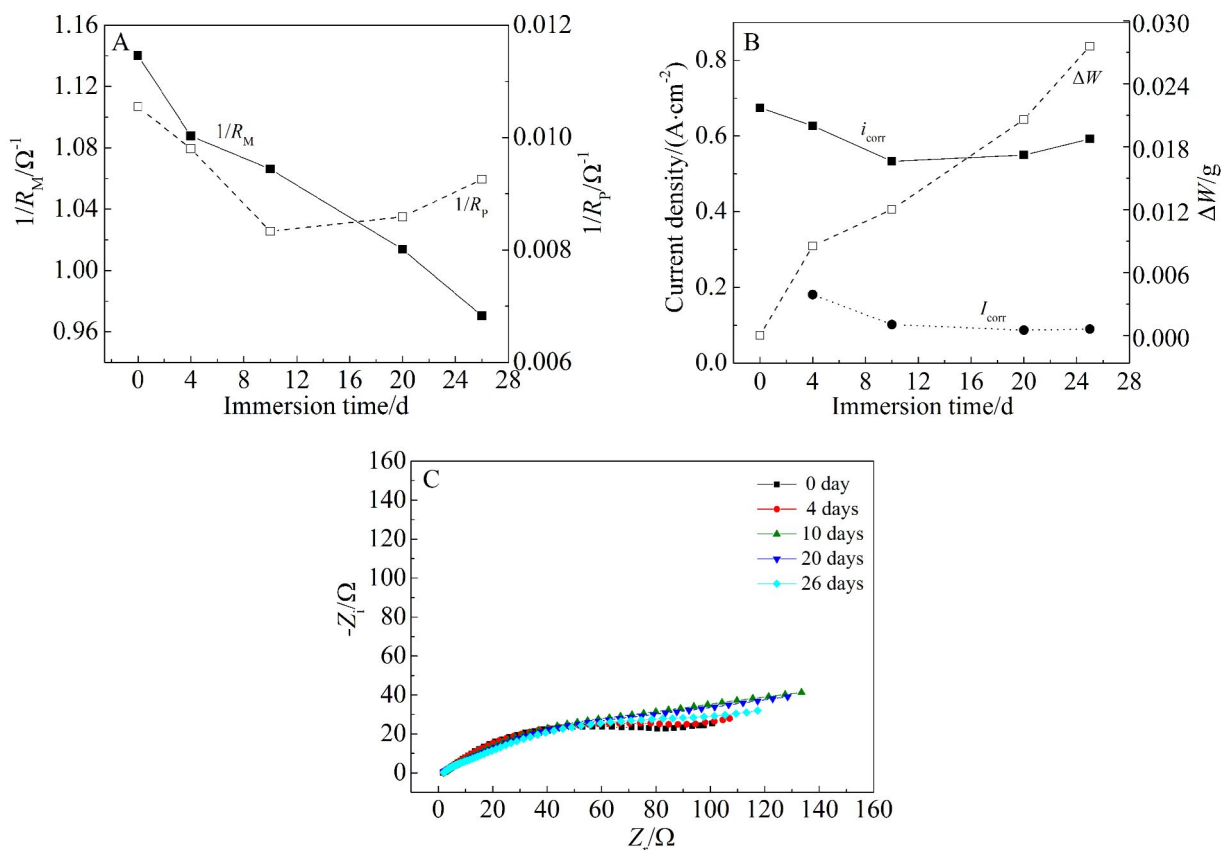 A
1/R_M/Ω⁻¹
1.16
1.12
1.08
1.04
1.00
0.96
1/R_M
1/R_P
0.012
0.010
0.008
0.006
1/R_P/Ω⁻¹
0 4 8 12 16 20 24 28
Immersion time/d
B
Current density/(A·cm⁻²)
0.8
0.6
0.4
0.2
0.0
i_corr
ΔW
I_corr
0.030
0.024
0.018
0.012
0.006
0.000
ΔW/g
0 4 8 12 16 20 24 28
Immersion time/d
C
-Z_i/Ω
160
140
120
100
80
60
40
20
0
0 day
4 days
10 days
20 days
26 days
0 20 40 60 80 100 120 140 160
Z_r/Ω